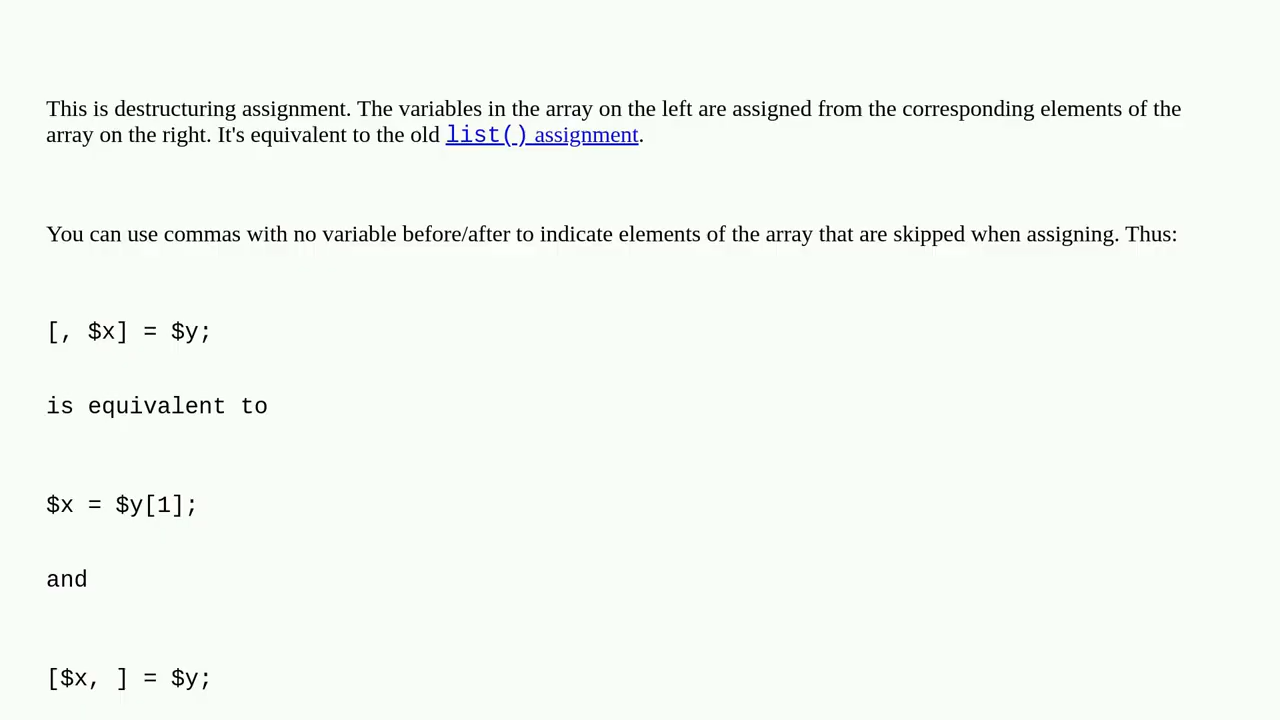 This is destructuring assignment. The variables in the array on the left are assigned from the corresponding elements of the
array on the right. It's equivalent to the old list() assignment.
You can use commas with no variable before/after to indicate elements of the array that are skipped when assigning. Thus:
[, $x] = $y;
is equivalent to
$x = $y[1];
and
[$x, ] = $y;